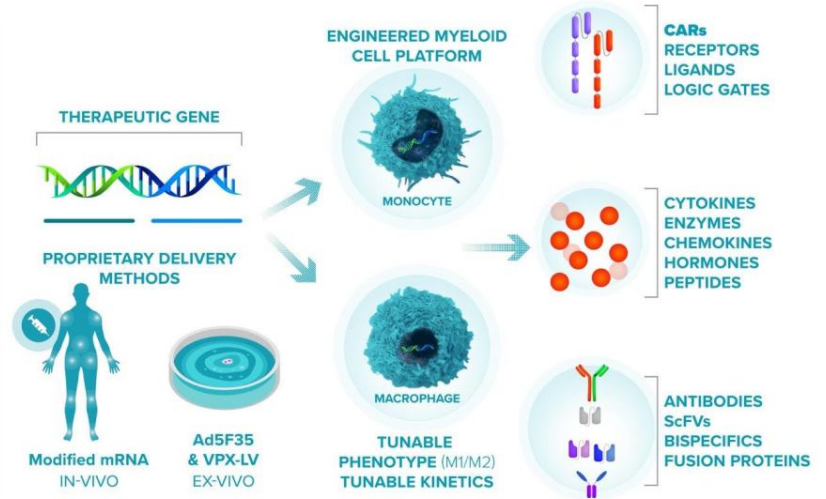 THERAPEUTIC GENE
PROPRIETARY DELIVERY
METHODS
Modified mRNA
IN-VIVO
Ad5F35
& VPX-LV
EX-VIVO
ENGINEERED MYELOID
CELL PLATFORM
MONOCYTE
MACROPHAGE
TUNABLE
PHENOTYPE (M1/M2)
TUNABLE KINETICS
CARs
RECEPTORS
LIGANDS
LOGIC GATES
CYTOKINES
ENZYMES
CHEMOKINES
HORMONES
PEPTIDES
ANTIBODIES
ScFVs
BISPECIFICS
FUSION PROTEINS